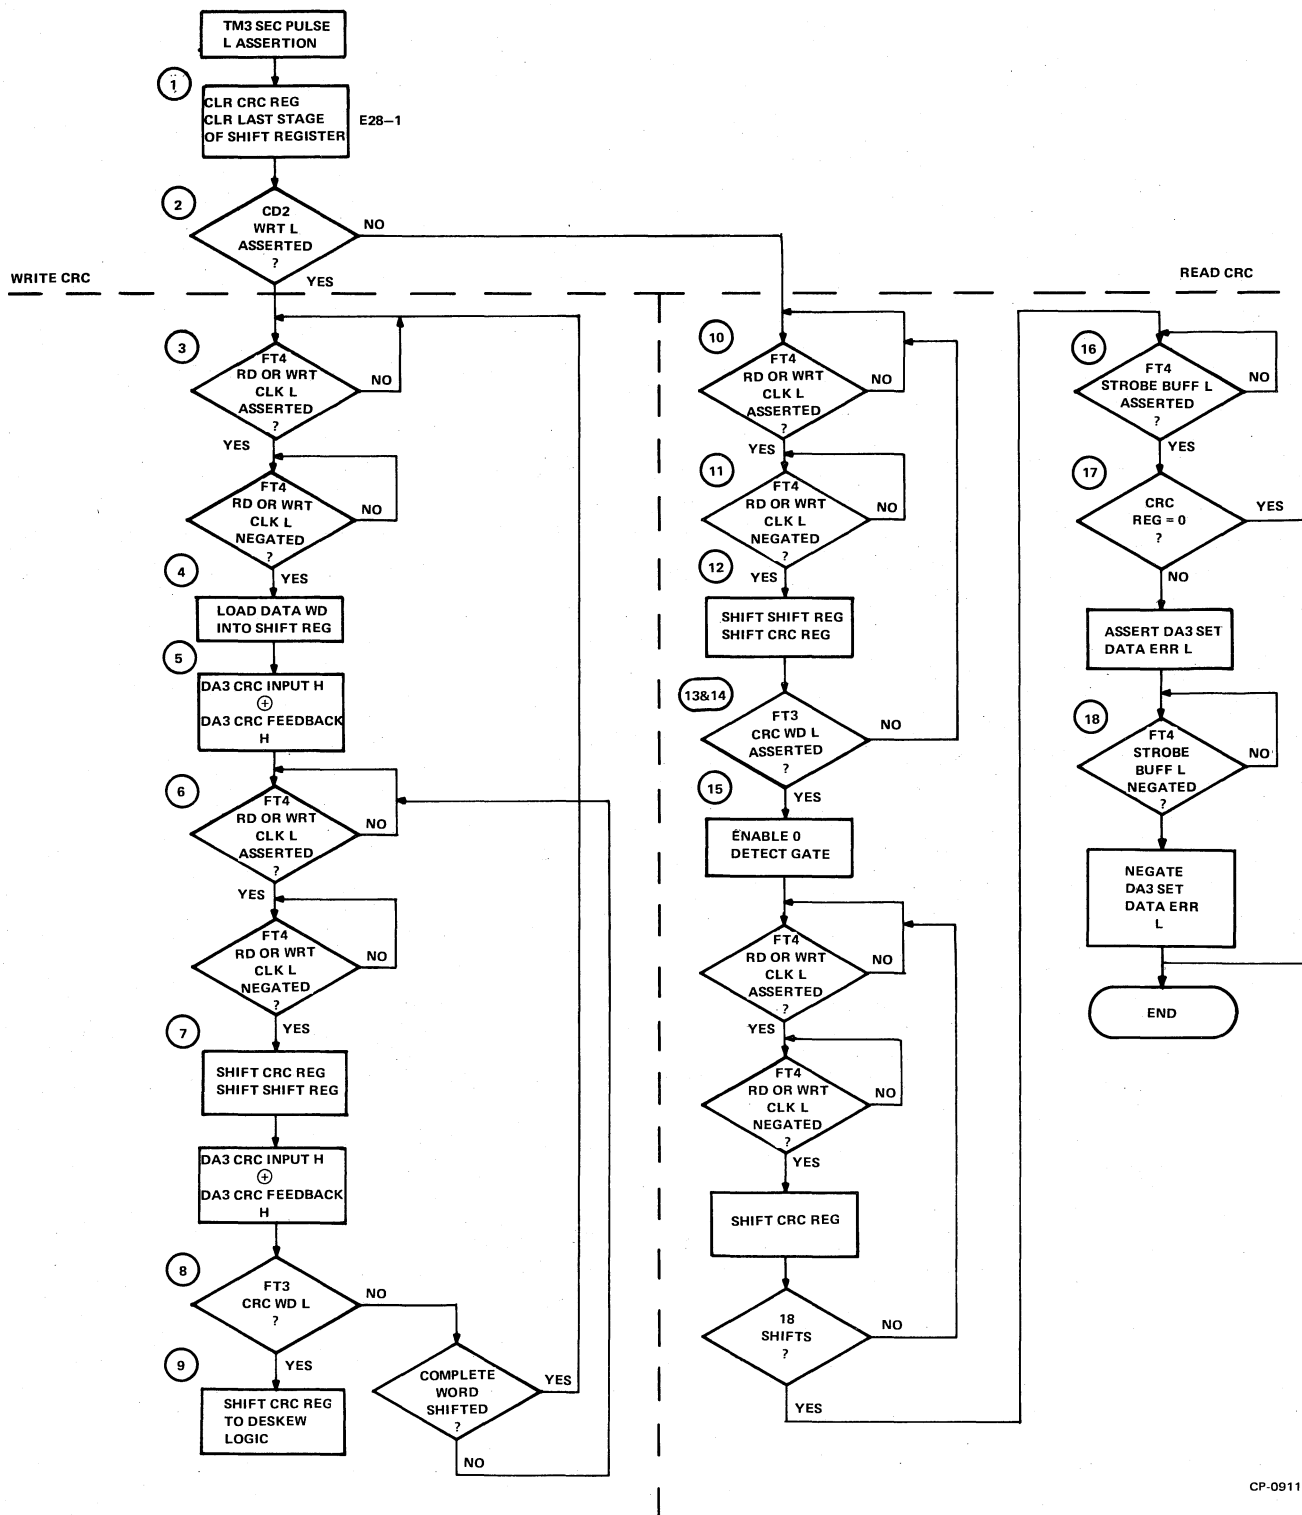 TM3 SEC PULSE
L ASSERTION
1
CLR CRC REG
CLR LAST STAGE
OF SHIFT REGISTER
E28–1
2
CD2
WRT L
ASSERTED
?
NO
YES
WRITE CRC
READ CRC
3
FT4
RD OR WRT
CLK L
ASSERTED
?
NO
YES
FT4
RD OR WRT
CLK L
NEGATED
?
NO
YES
4
LOAD DATA WD
INTO SHIFT REG
5
DA3 CRC INPUT H
⊕
DA3 CRC FEEDBACK
H
6
FT4
RD OR WRT
CLK L
ASSERTED
?
NO
YES
FT4
RD OR WRT
CLK L
NEGATED
?
NO
YES
7
SHIFT CRC REG
SHIFT SHIFT REG
DA3 CRC INPUT H
⊕
DA3 CRC FEEDBACK
H
8
FT3
CRC WD L
?
NO
YES
9
SHIFT CRC REG
TO DESKEW
LOGIC
COMPLETE
WORD
SHIFTED
?
YES
NO
10
FT4
RD OR WRT
CLK L
ASSERTED
?
NO
YES
11
FT4
RD OR WRT
CLK L
NEGATED
?
NO
YES
12
SHIFT SHIFT REG
SHIFT CRC REG
13&14
FT3
CRC WD L
ASSERTED
?
NO
YES
15
ENABLE 0
DETECT GATE
FT4
RD OR WRT
CLK L
ASSERTED
?
NO
YES
FT4
RD OR WRT
CLK L
NEGATED
?
NO
YES
SHIFT CRC REG
18
SHIFTS
?
NO
YES
16
FT4
STROBE BUFF L
ASSERTED
?
NO
YES
17
CRC
REG = 0
?
YES
NO
ASSERT DA3 SET
DATA ERR L
18
FT4
STROBE
BUFF L
NEGATED
?
NO
NEGATE
DA3 SET
DATA ERR
L
END
CP-0911